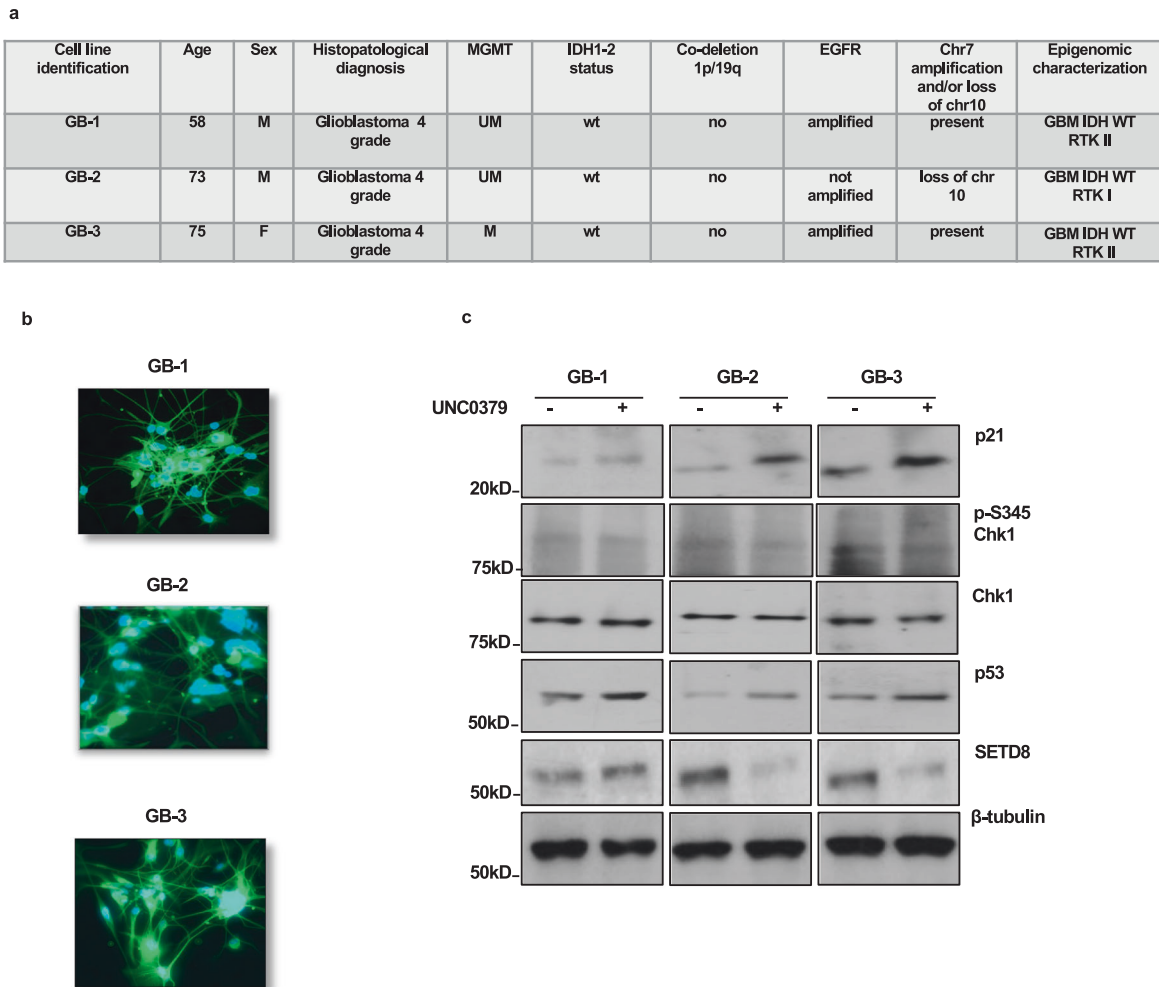 a
Cell line identification | Age | Sex | Histopatological diagnosis | MGMT | IDH1-2 status | Co-deletion 1p/19q | EGFR | Chr7 amplification and/or loss of chr10 | Epigenomic characterization
GB-1 | 58 | M | Glioblastoma 4 grade | UM | wt | no | amplified | present | GBM IDH WT RTK II
GB-2 | 73 | M | Glioblastoma 4 grade | UM | wt | no | not amplified | loss of chr 10 | GBM IDH WT RTK I
GB-3 | 75 | F | Glioblastoma 4 grade | M | wt | no | amplified | present | GBM IDH WT RTK II
b
GB-1
GB-2
GB-3
c
GB-1 GB-2 GB-3
UNC0379 - + - + - +
p21
20kD
p-S345
Chk1
75kD
Chk1
75kD
p53
50kD
SETD8
50kD
β-tubulin
50kD